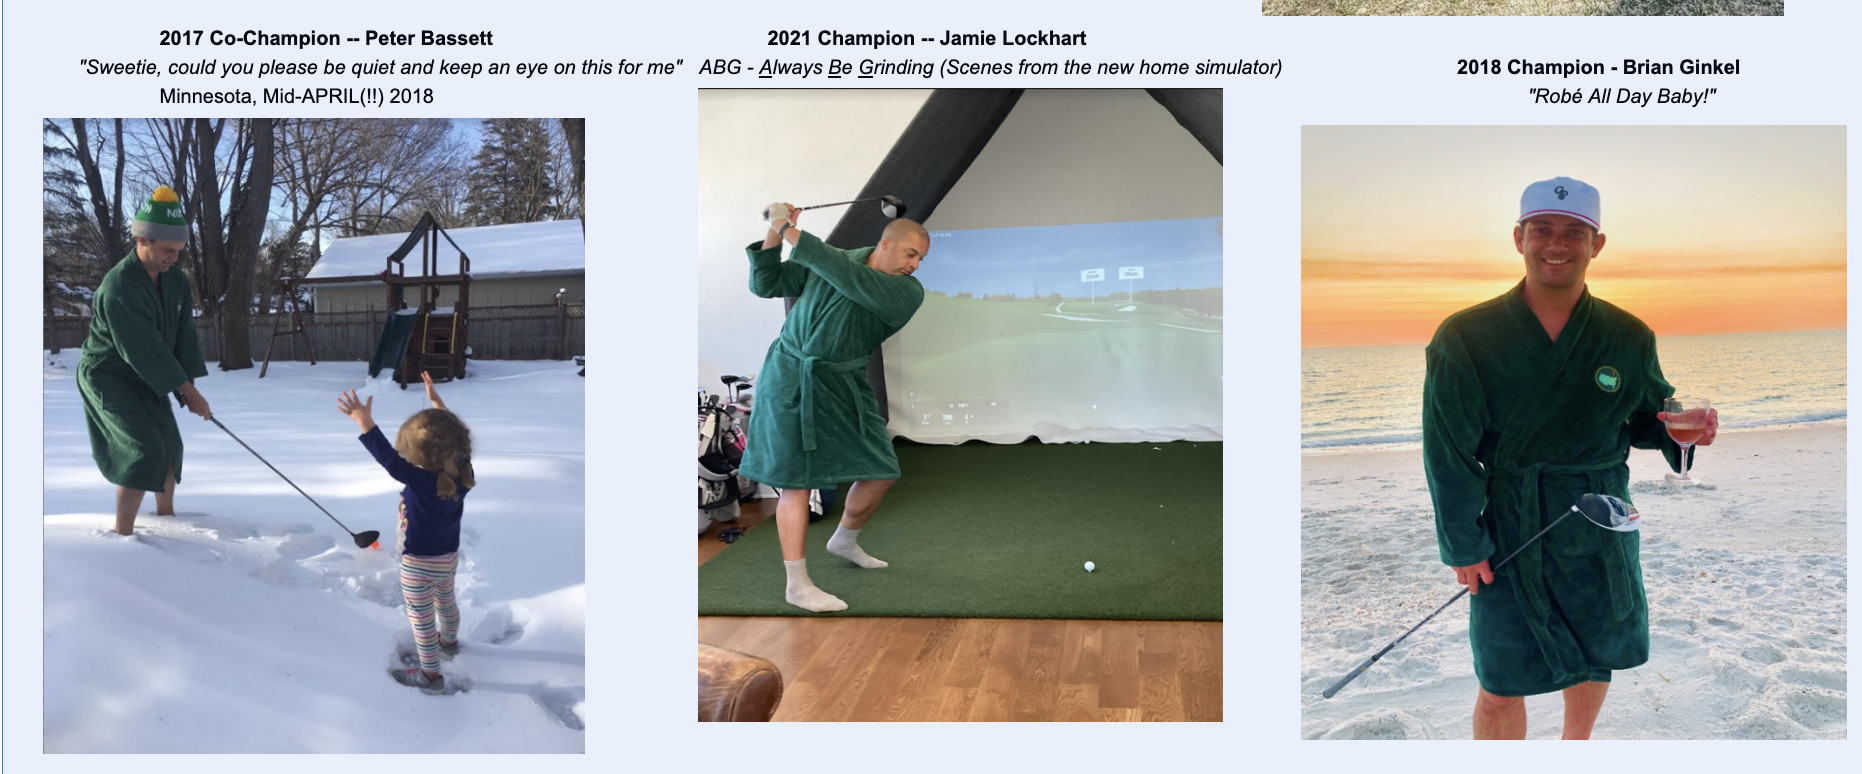 2017 Co-Champion -- Peter Bassett
"Sweetie, could you please be quiet and keep an eye on this for me"
Minnesota, Mid-APRIL(!!) 2018
2021 Champion -- Jamie Lockhart
ABG - Always Be Grinding (Scenes from the new home simulator)
2018 Champion - Brian Ginkel
"Robé All Day Baby!"